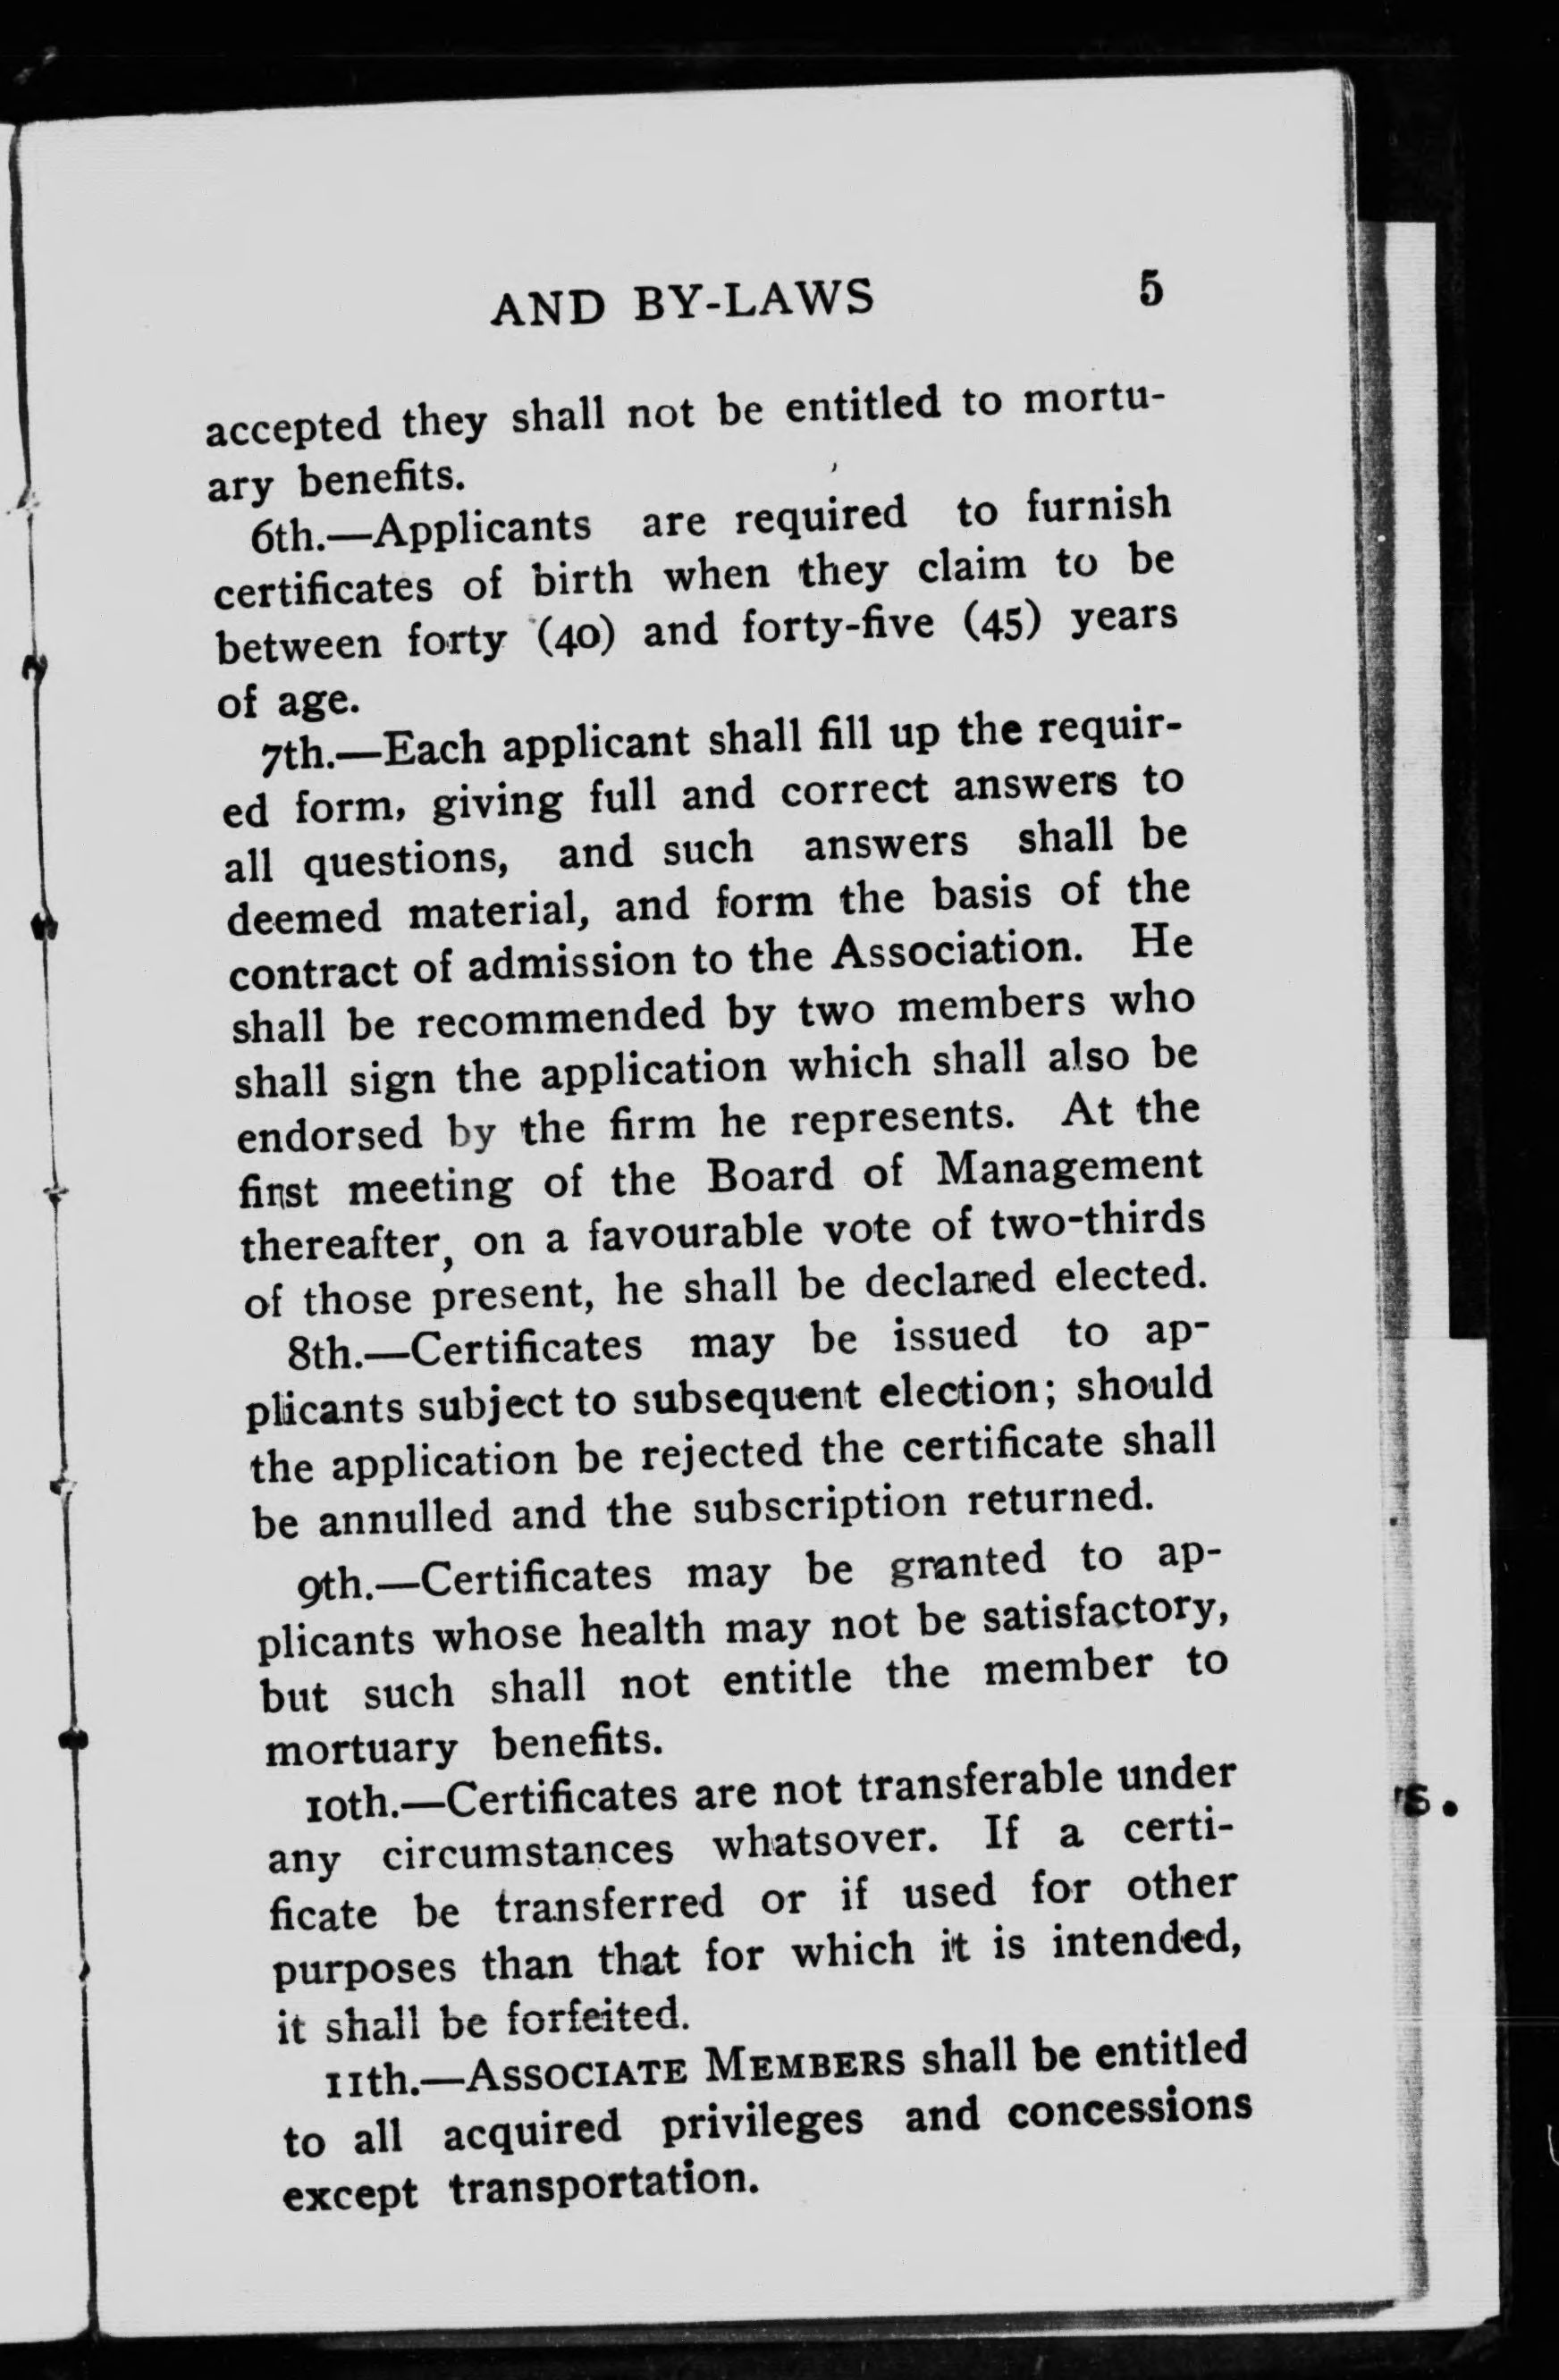 AND BY-LAWS 5
accepted they shall not be entitled to mortu-
ary benefits.
6th.—Applicants are required to furnish
certificates of birth when they claim to be
between forty (40) and forty-five (45) years
of age.
7th.—Each applicant shall fill up the requir-
ed form, giving full and correct answers to
all questions, and such answers shall be
deemed material, and form the basis of the
contract of admission to the Association. He
shall be recommended by two members who
shall sign the application which shall also be
endorsed by the firm he represents. At the
first meeting of the Board of Management
thereafter, on a favourable vote of two-thirds
of those present, he shall be declared elected.
8th.—Certificates may be issued to ap-
plicants subject to subsequent election; should
the application be rejected the certificate shall
be annulled and the subscription returned.
9th.—Certificates may be granted to ap-
plicants whose health may not be satisfactory,
but such shall not entitle the member to
mortuary benefits.
10th.—Certificates are not transferable under
any circumstances whatsover. If a certi-
ficate be transferred or if used for other
purposes than that for which it is intended,
it shall be forfeited.
11th.—ASSOCIATE MEMBERS shall be entitled
to all acquired privileges and concessions
except transportation.